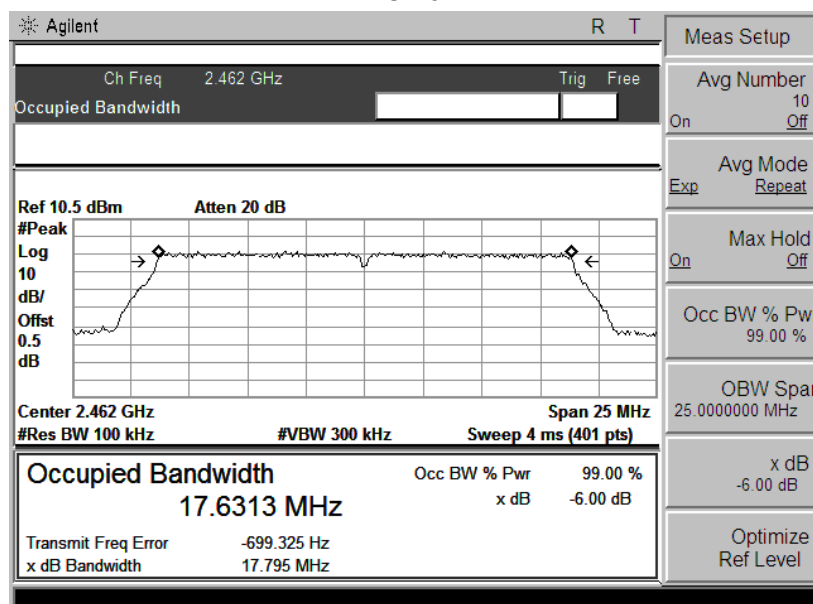 Agilent R T
Ch Freq 2.462 GHz Trig Free
Occupied Bandwidth
Ref 10.5 dBm Atten 20 dB
#Peak
Log
10
dB/
Offst
0.5
dB
Center 2.462 GHz Span 25 MHz
#Res BW 100 kHz #VBW 300 kHz Sweep 4 ms (401 pts)
Occupied Bandwidth
17.6313 MHz
Occ BW % Pwr 99.00 %
x dB -6.00 dB
Transmit Freq Error -699.325 Hz
x dB Bandwidth 17.795 MHz
Meas Setup
Avg Number
10
On Off
Avg Mode
Exp Repeat
Max Hold
On Off
Occ BW % Pw
99.00 %
OBW Spa
25.0000000 MHz
x dB
-6.00 dB
Optimize
Ref Level